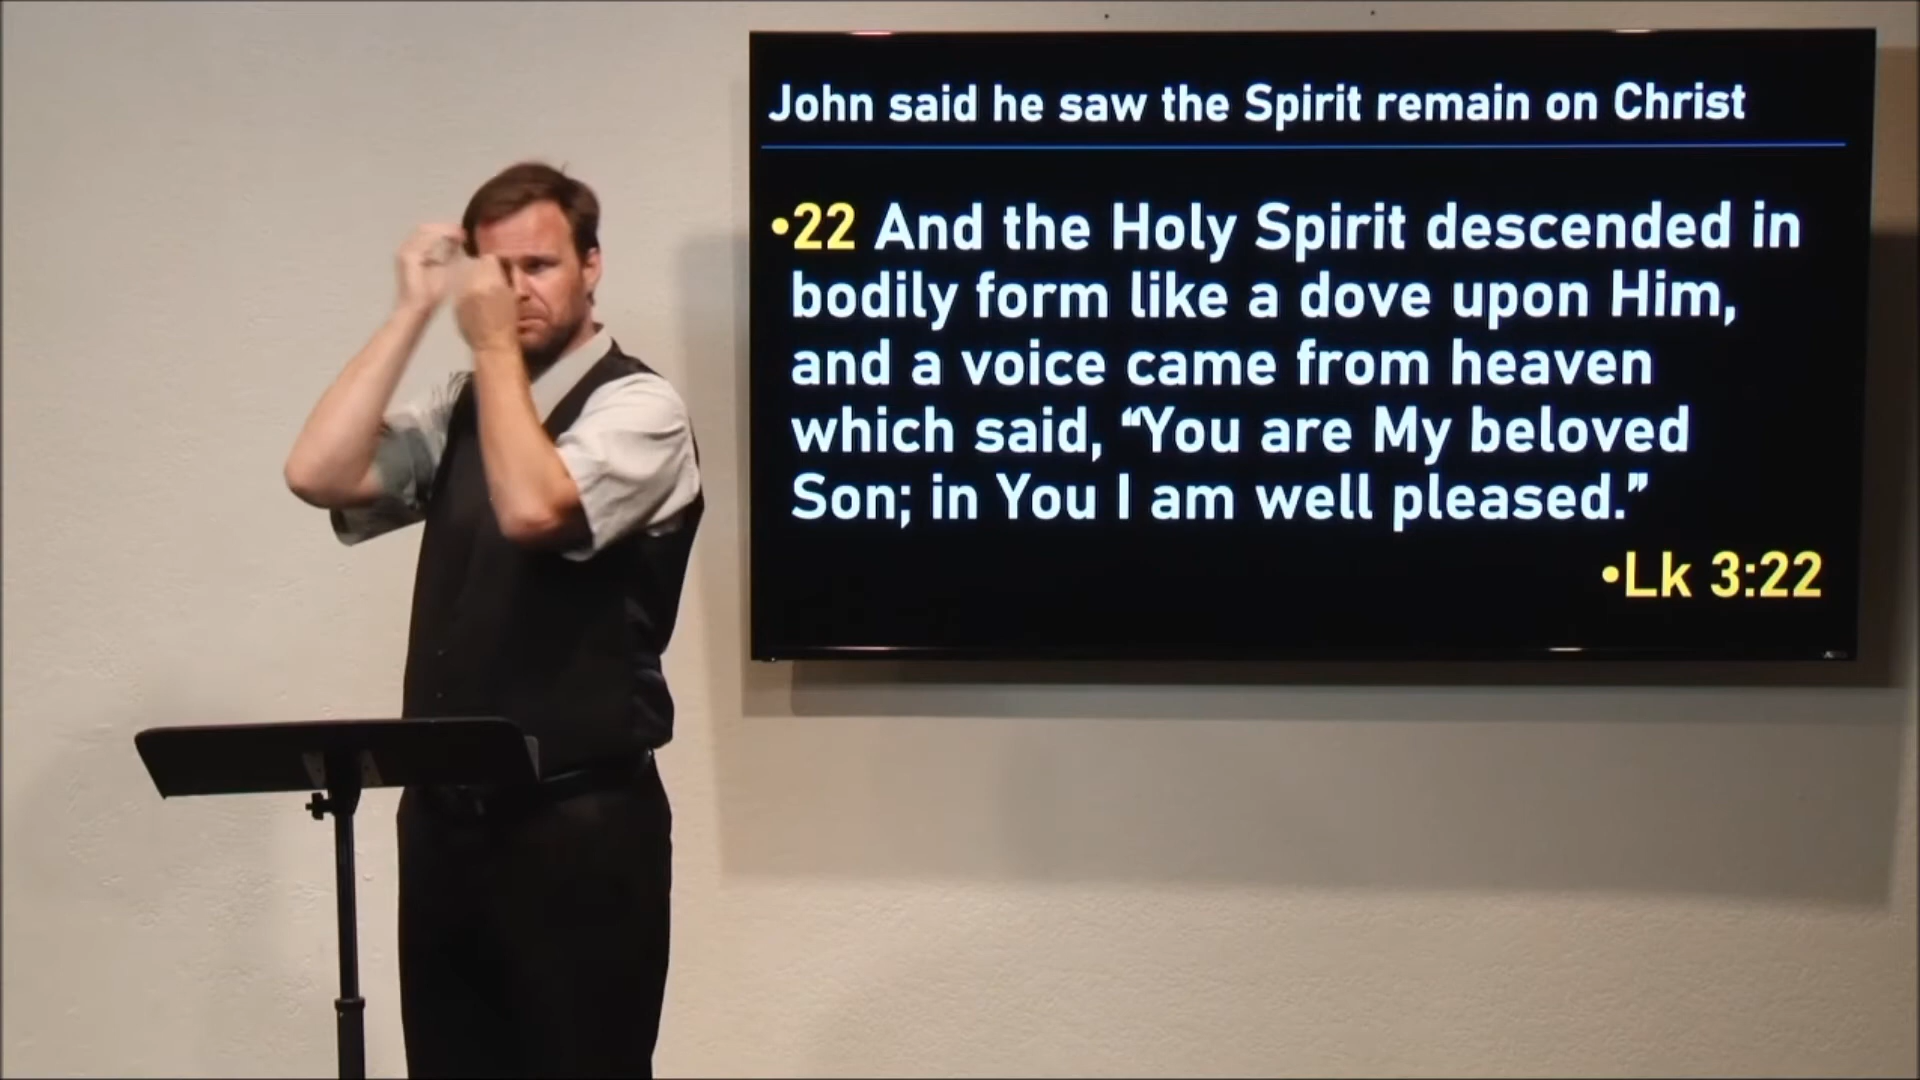 John said he saw the Spirit remain on Christ
•22 And the Holy Spirit descended in
bodily form like a dove upon Him,
and a voice came from heaven
which said, “You are My beloved
Son; in You I am well pleased.”
•Lk 3:22